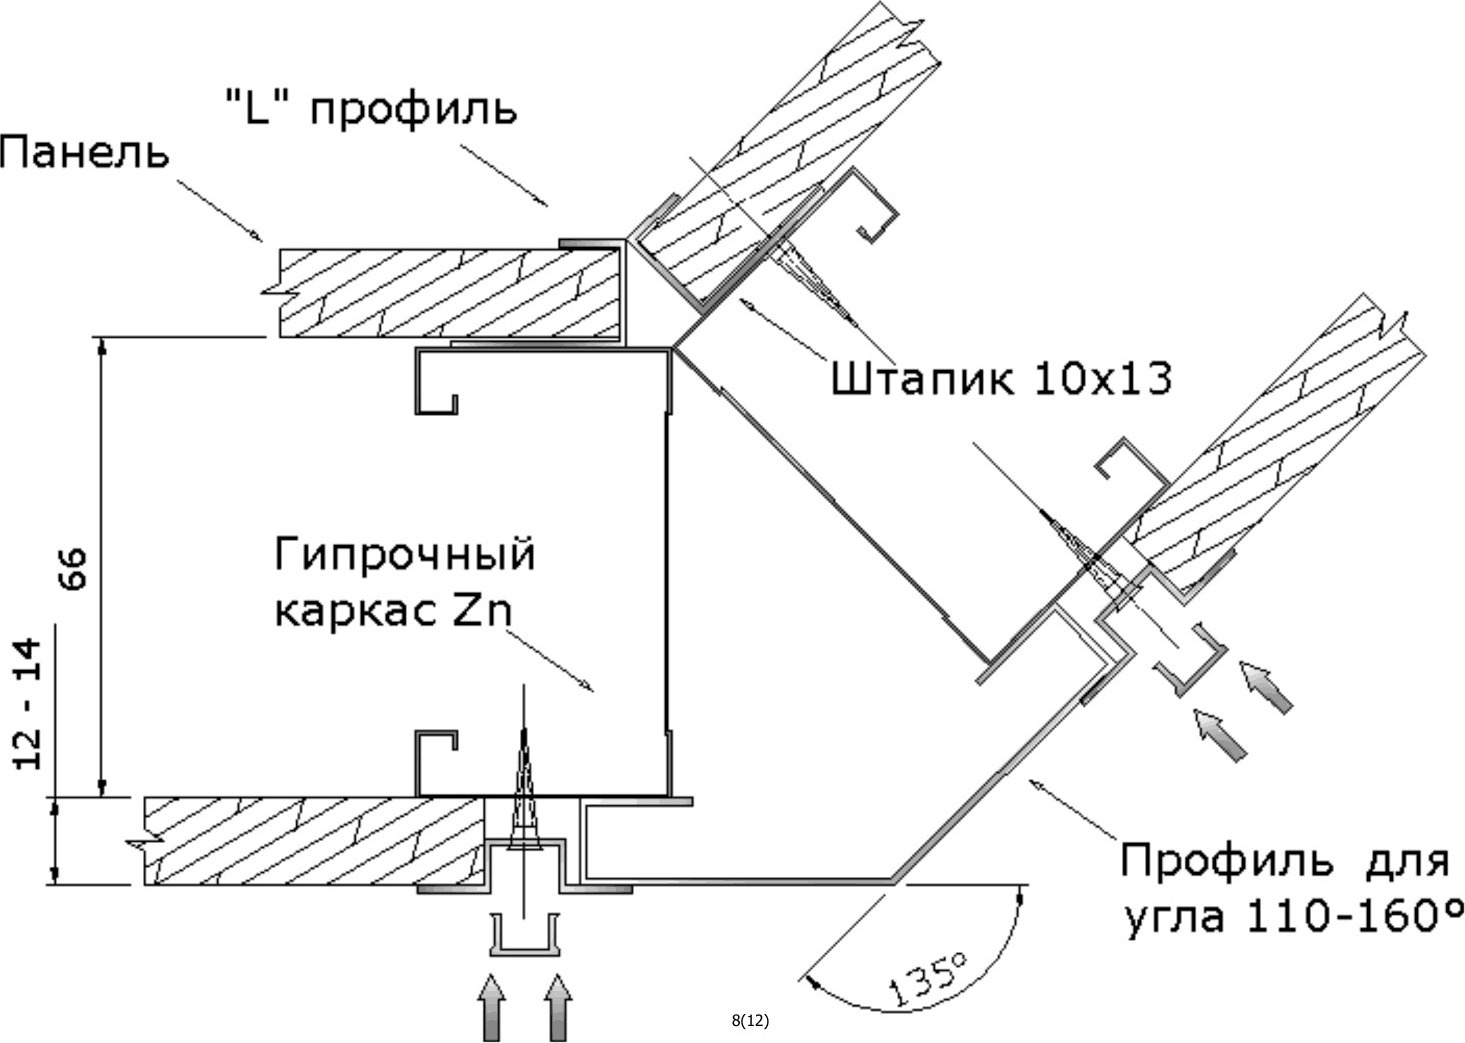 "L" профиль
Панель
Штапик 10x13
Гипрочный
каркас Zn
66
12 - 14
Профиль для
угла 110-160°
135°
8(12)